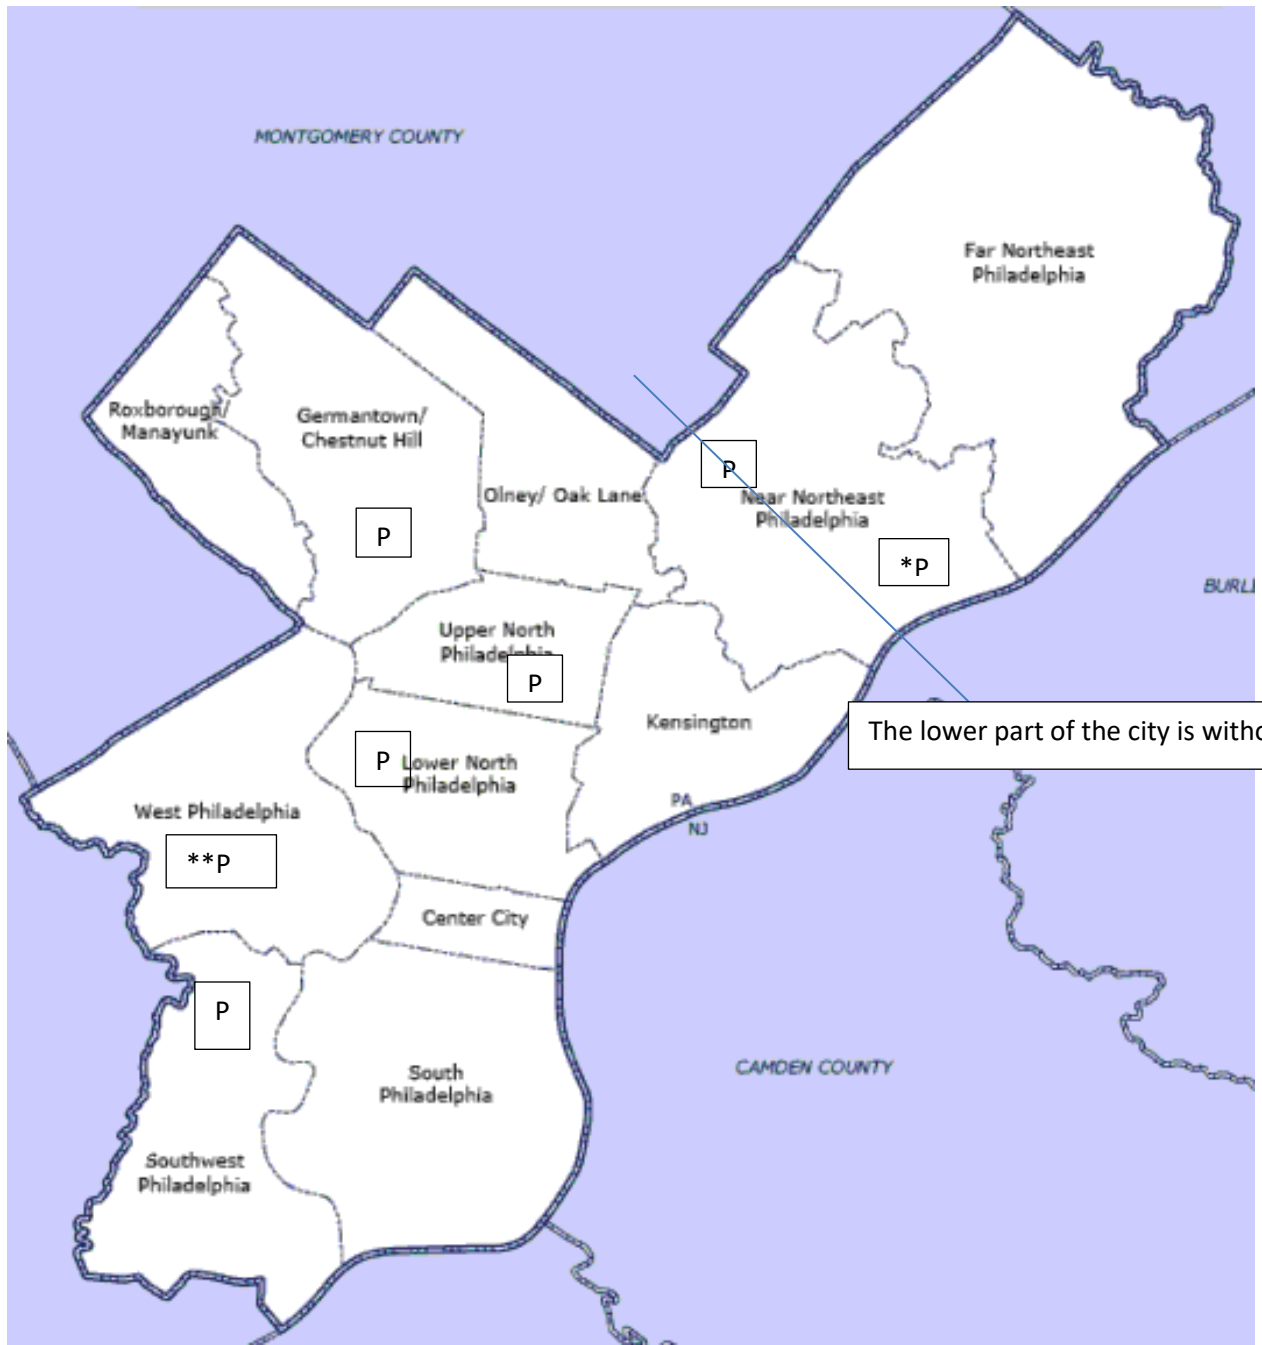 MONTGOMERY COUNTY
Far Northeast
Philadelphia
Roxborough/
Manayunk
Germantown/
Chestnut Hill
P
Olney/ Oak Lane
Near Northeast
Philadelphia
P
*P
BURLI
Upper North
Philadelphia
P
Kensington
The lower part of the city is witho
P
Lower North
Philadelphia
PA
NJ
West Philadelphia
**P
Center City
P
CAMDEN COUNTY
South
Philadelphia
Southwest
Philadelphia